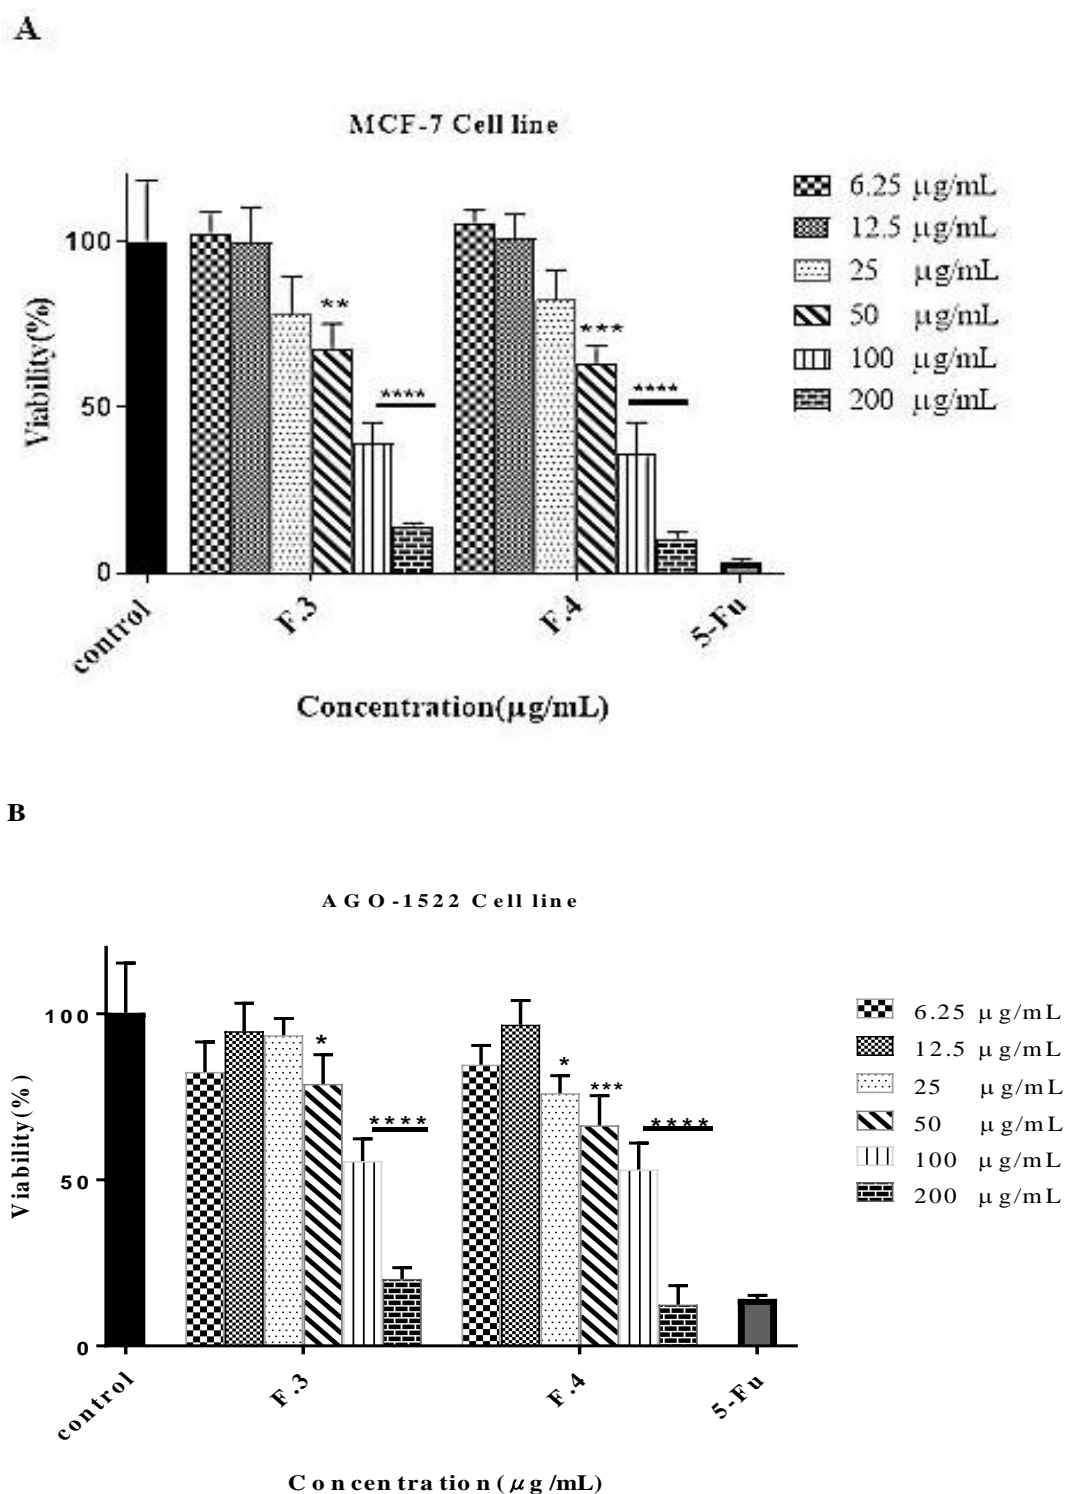 A
MCF-7 Cell line
6.25 μg/mL
12.5 μg/mL
25 μg/mL
50 μg/mL
100 μg/mL
200 μg/mL
Viability(%)
100
50
0
**
****
***
****
control
F.3
F.4
5-Fu
Concentration(μg/mL)
B
AGO-1522 Cell line
6.25 μg/mL
12.5 μg/mL
25 μg/mL
50 μg/mL
100 μg/mL
200 μg/mL
Viability(%)
100
50
0
*
****
*
***
****
control
F.3
F.4
5-Fu
Concentration(μg/mL)